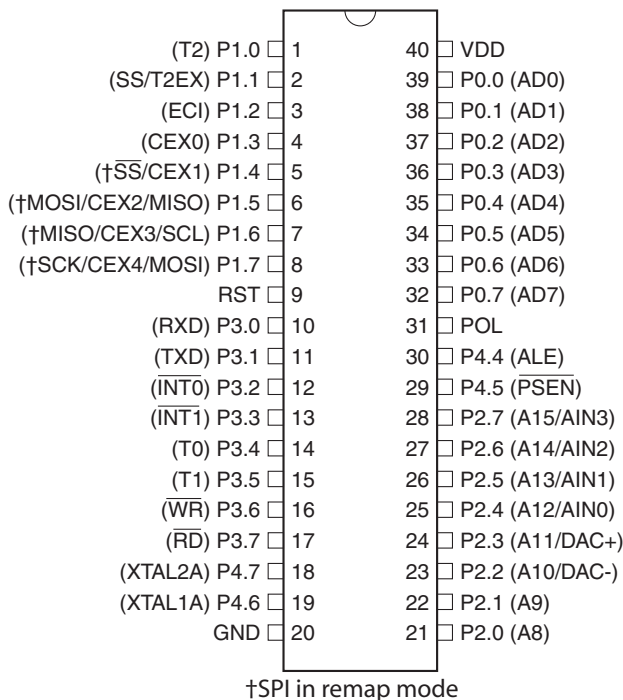 (T2) P1.0 1 40 VDD
(SS/T2EX) P1.1 2 39 P0.0 (AD0)
(ECI) P1.2 3 38 P0.1 (AD1)
(CEX0) P1.3 4 37 P0.2 (AD2)
(†S̅S̅/CEX1) P1.4 5 36 P0.3 (AD3)
(†MOSI/CEX2/MISO) P1.5 6 35 P0.4 (AD4)
(†MISO/CEX3/SCL) P1.6 7 34 P0.5 (AD5)
(†SCK/CEX4/MOSI) P1.7 8 33 P0.6 (AD6)
RST 9 32 P0.7 (AD7)
(RXD) P3.0 10 31 POL
(TXD) P3.1 11 30 P4.4 (ALE)
(I̅N̅T̅0̅) P3.2 12 29 P4.5 (P̅S̅E̅N̅)
(I̅N̅T̅1̅) P3.3 13 28 P2.7 (A15/AIN3)
(T0) P3.4 14 27 P2.6 (A14/AIN2)
(T1) P3.5 15 26 P2.5 (A13/AIN1)
(W̅R̅) P3.6 16 25 P2.4 (A12/AIN0)
(R̅D̅) P3.7 17 24 P2.3 (A11/DAC+)
(XTAL2A) P4.7 18 23 P2.2 (A10/DAC-)
(XTAL1A) P4.6 19 22 P2.1 (A9)
GND 20 21 P2.0 (A8)
†SPI in remap mode